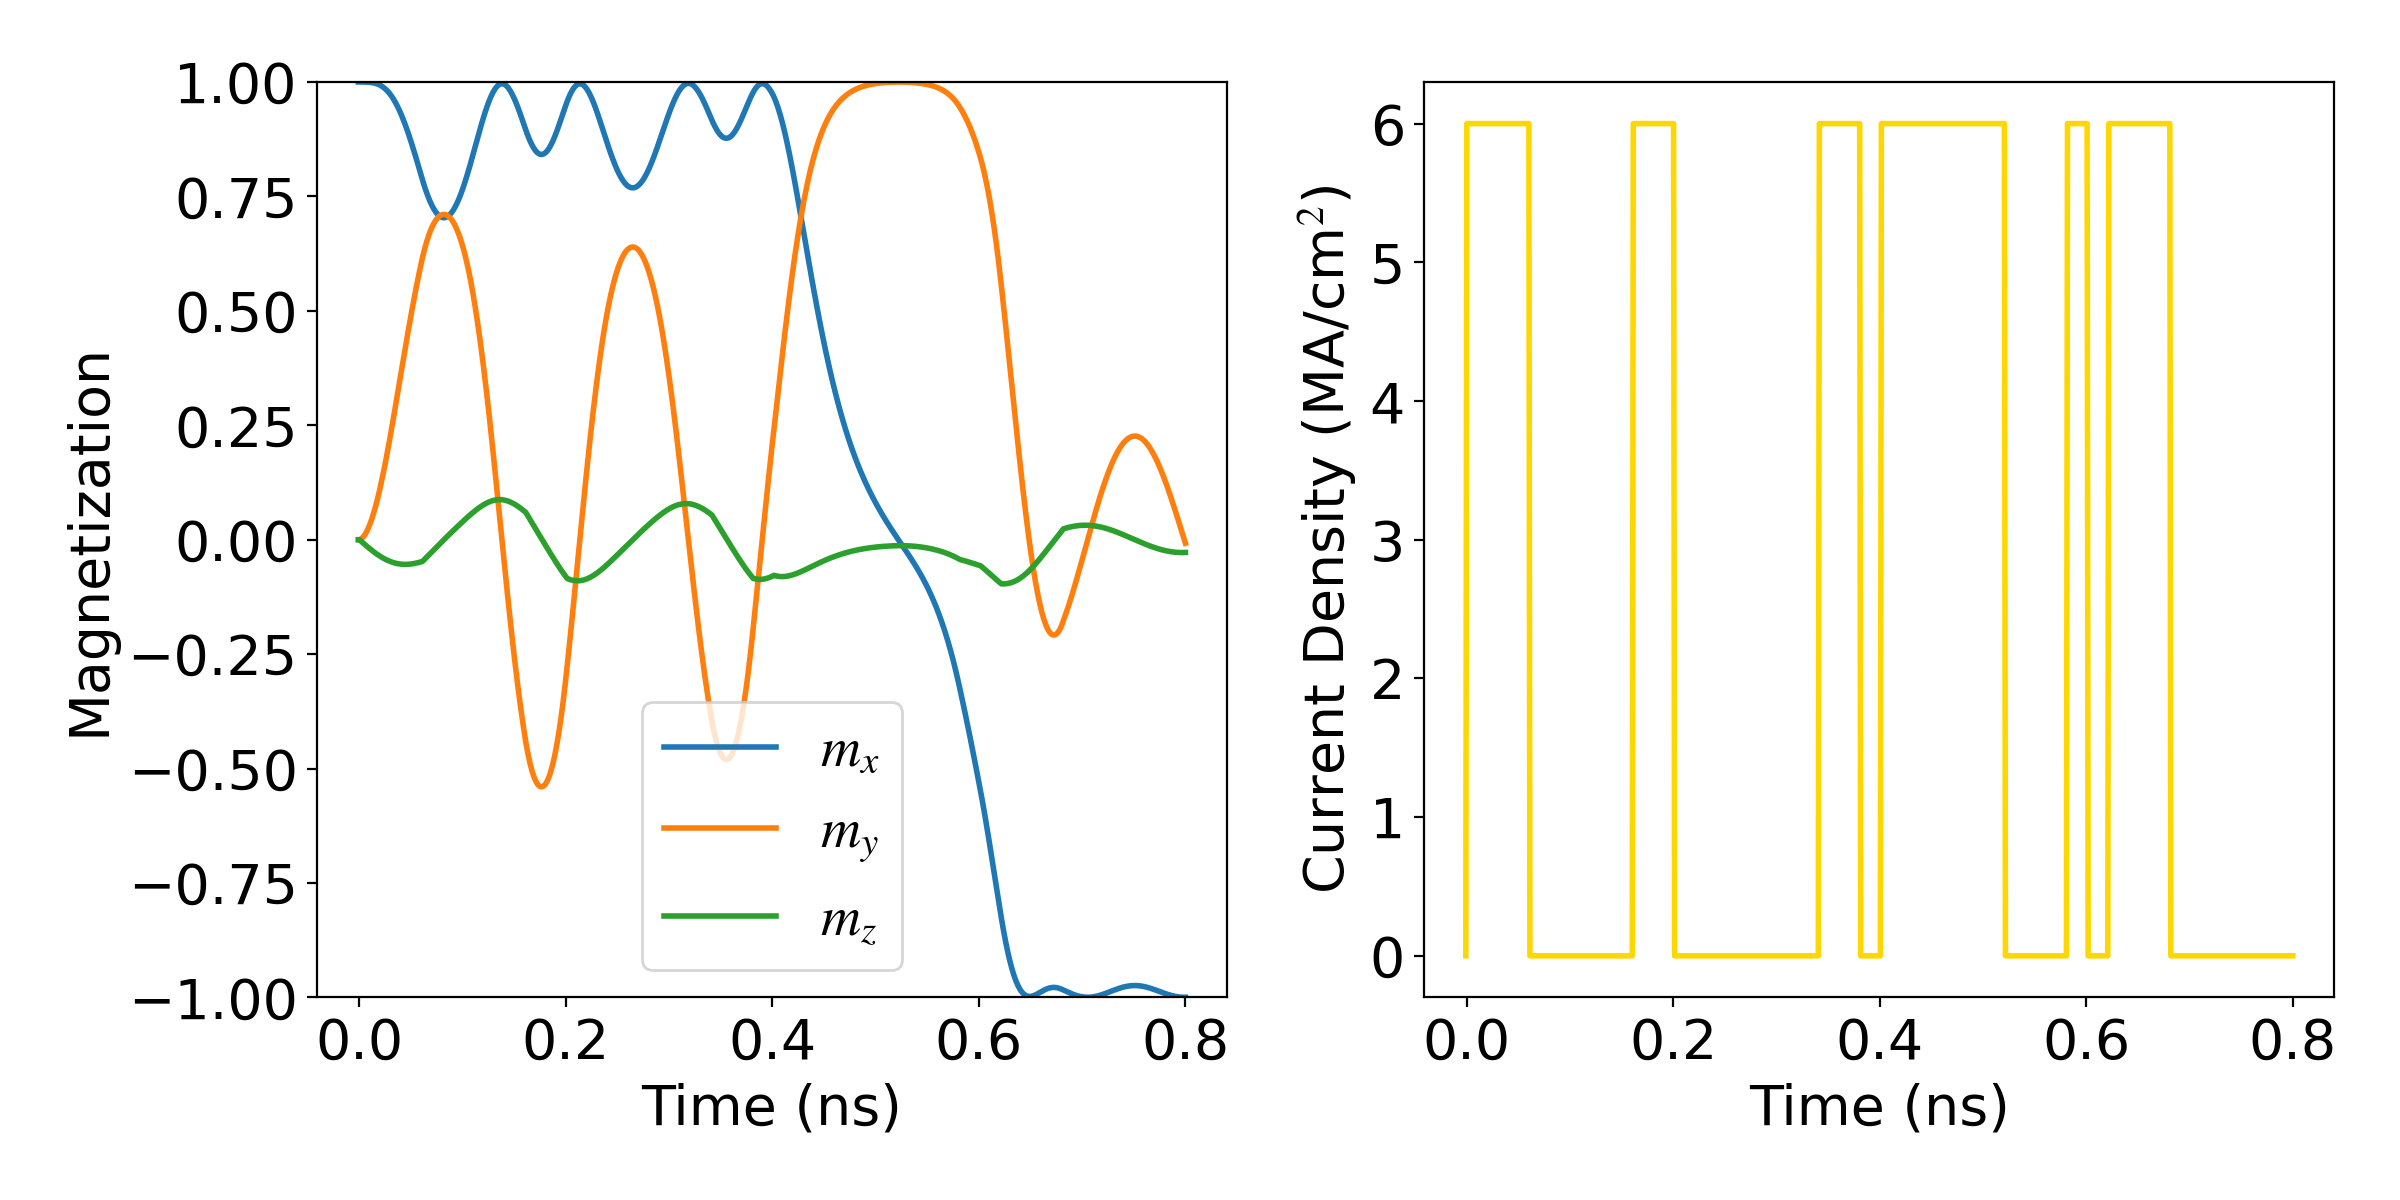 Magnetization
1.00
0.75
0.50
0.25
0.00
−0.25
−0.50
−0.75
−1.00
0.0 0.2 0.4 0.6 0.8
Time (ns)
m_x
m_y
m_z
Current Density (MA/cm²)
6
5
4
3
2
1
0
0.0 0.2 0.4 0.6 0.8
Time (ns)